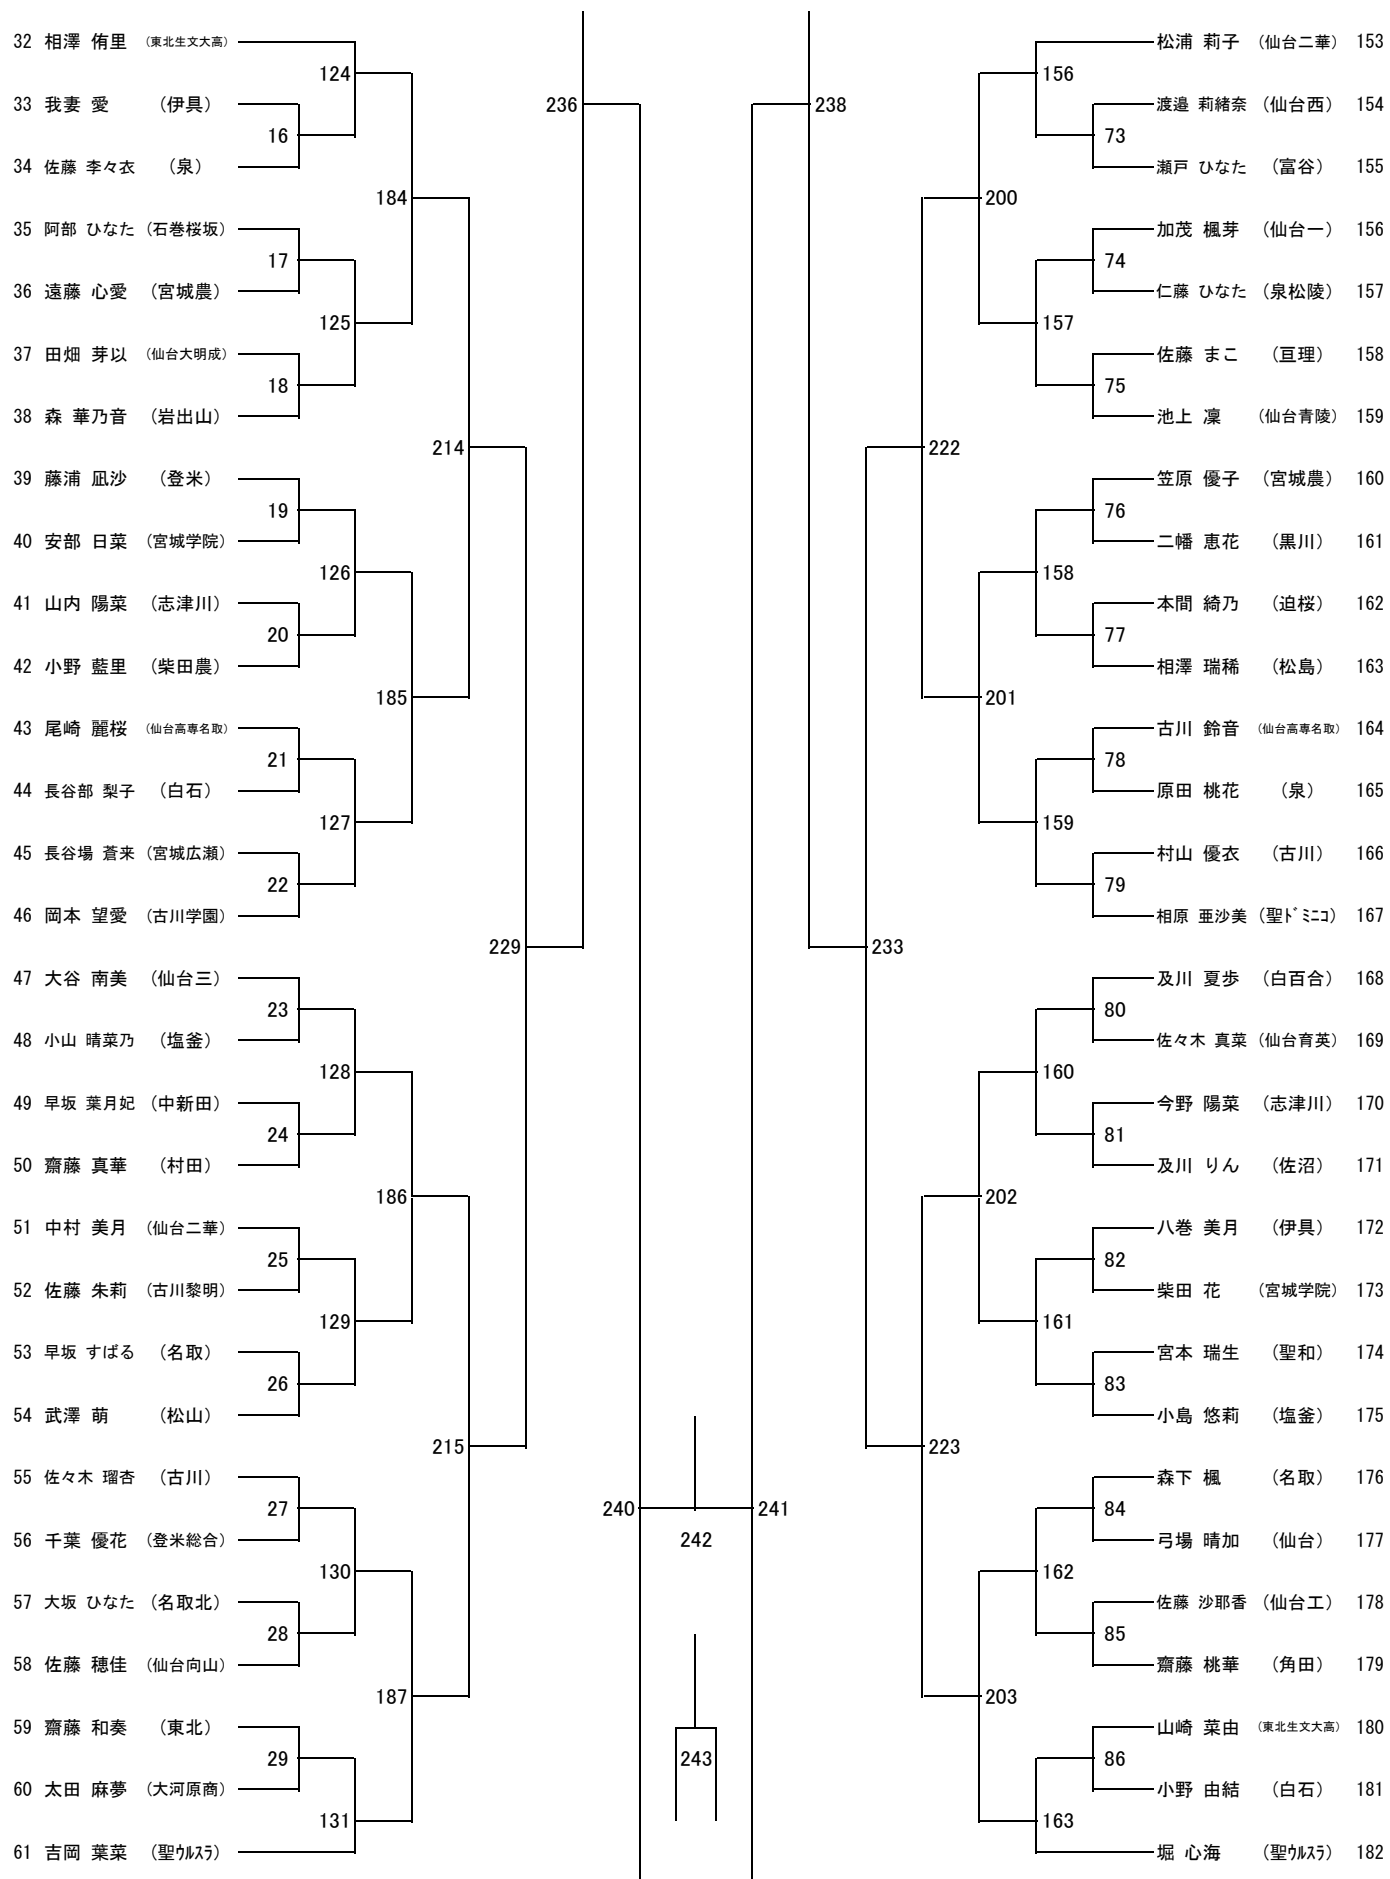 32 相澤 侑里 （東北生文大高）
124
33 我妻 愛 （伊具）
16
34 佐藤 李々衣 （泉）
184
35 阿部 ひなた （石巻桜坂）
17
36 遠藤 心愛 （宮城農）
125
37 田畑 芽以 （仙台大明成）
18
38 森 華乃音 （岩出山）
214
39 藤浦 凪沙 （登米）
19
40 安部 日菜 （宮城学院）
126
41 山内 陽菜 （志津川）
20
42 小野 藍里 （柴田農）
185
43 尾崎 麗桜 （仙台高専名取）
21
44 長谷部 梨子 （白石）
127
45 長谷場 蒼来 （宮城広瀬）
22
46 岡本 望愛 （古川学園）
229
47 大谷 南美 （仙台三）
23
48 小山 晴菜乃 （塩釜）
128
49 早坂 葉月妃 （中新田）
24
50 齋藤 真華 （村田）
186
51 中村 美月 （仙台二華）
25
52 佐藤 朱莉 （古川黎明）
129
53 早坂 すばる （名取）
26
54 武澤 萌 （松山）
215
55 佐々木 瑠杏 （古川）
27
56 千葉 優花 （登米総合）
130
57 大坂 ひなた （名取北）
28
58 佐藤 穂佳 （仙台向山）
187
59 齋藤 和奏 （東北）
29
60 太田 麻夢 （大河原商）
131
61 吉岡 葉菜 （聖ｳﾙｽﾗ）
236
238
240
241
242
243
松浦 莉子 （仙台二華） 153
156
渡邉 莉緒奈 （仙台西） 154
73
瀬戸 ひなた （富谷） 155
200
加茂 楓芽 （仙台一） 156
74
仁藤 ひなた （泉松陵） 157
157
佐藤 まこ （亘理） 158
75
池上 凜 （仙台青陵） 159
222
笠原 優子 （宮城農） 160
76
二幡 恵花 （黒川） 161
158
本間 綺乃 （迫桜） 162
77
相澤 瑞稀 （松島） 163
201
古川 鈴音 （仙台高専名取） 164
78
原田 桃花 （泉） 165
159
村山 優衣 （古川） 166
79
相原 亜沙美 （聖ﾄﾞﾐﾆｺ） 167
233
及川 夏歩 （白百合） 168
80
佐々木 真菜 （仙台育英） 169
160
今野 陽菜 （志津川） 170
81
及川 りん （佐沼） 171
202
八巻 美月 （伊具） 172
82
柴田 花 （宮城学院） 173
161
宮本 瑞生 （聖和） 174
83
小島 悠莉 （塩釜） 175
223
森下 楓 （名取） 176
84
弓場 晴加 （仙台） 177
162
佐藤 沙耶香 （仙台工） 178
85
齋藤 桃華 （角田） 179
203
山崎 菜由 （東北生文大高） 180
86
小野 由結 （白石） 181
163
堀 心海 （聖ｳﾙｽﾗ） 182